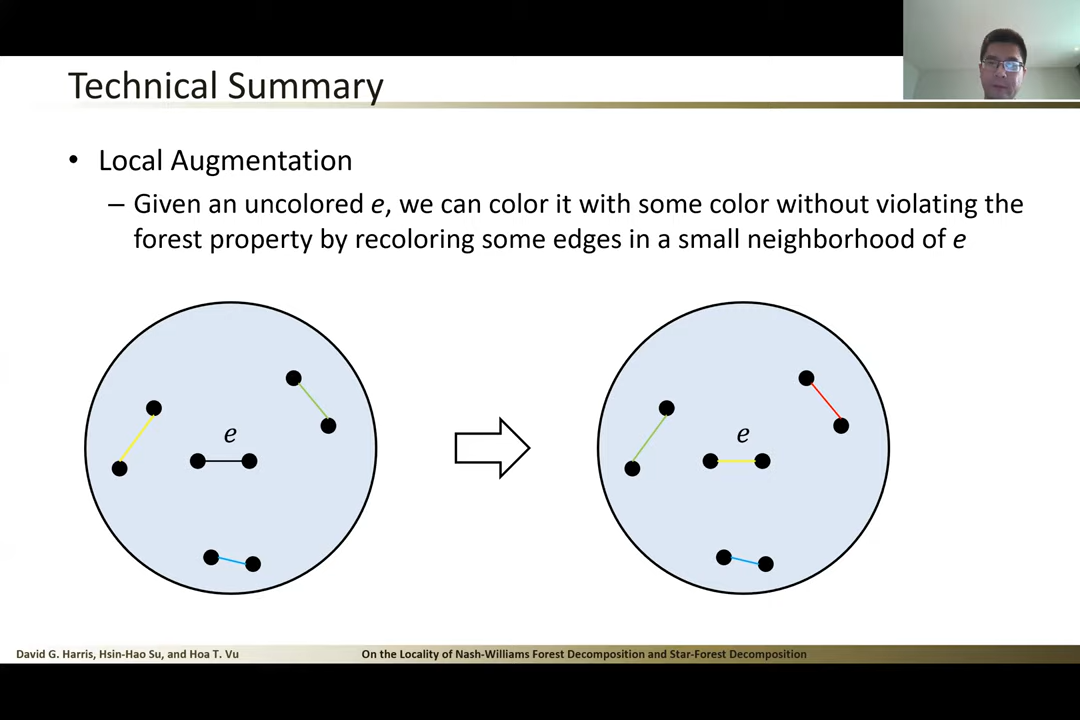 Technical Summary
• Local Augmentation
– Given an uncolored e, we can color it with some color without violating the
forest property by recoloring some edges in a small neighborhood of e
e
e
David G. Harris, Hsin-Hao Su, and Hoa T. Vu
On the Locality of Nash-Williams Forest Decomposition and Star-Forest Decomposition